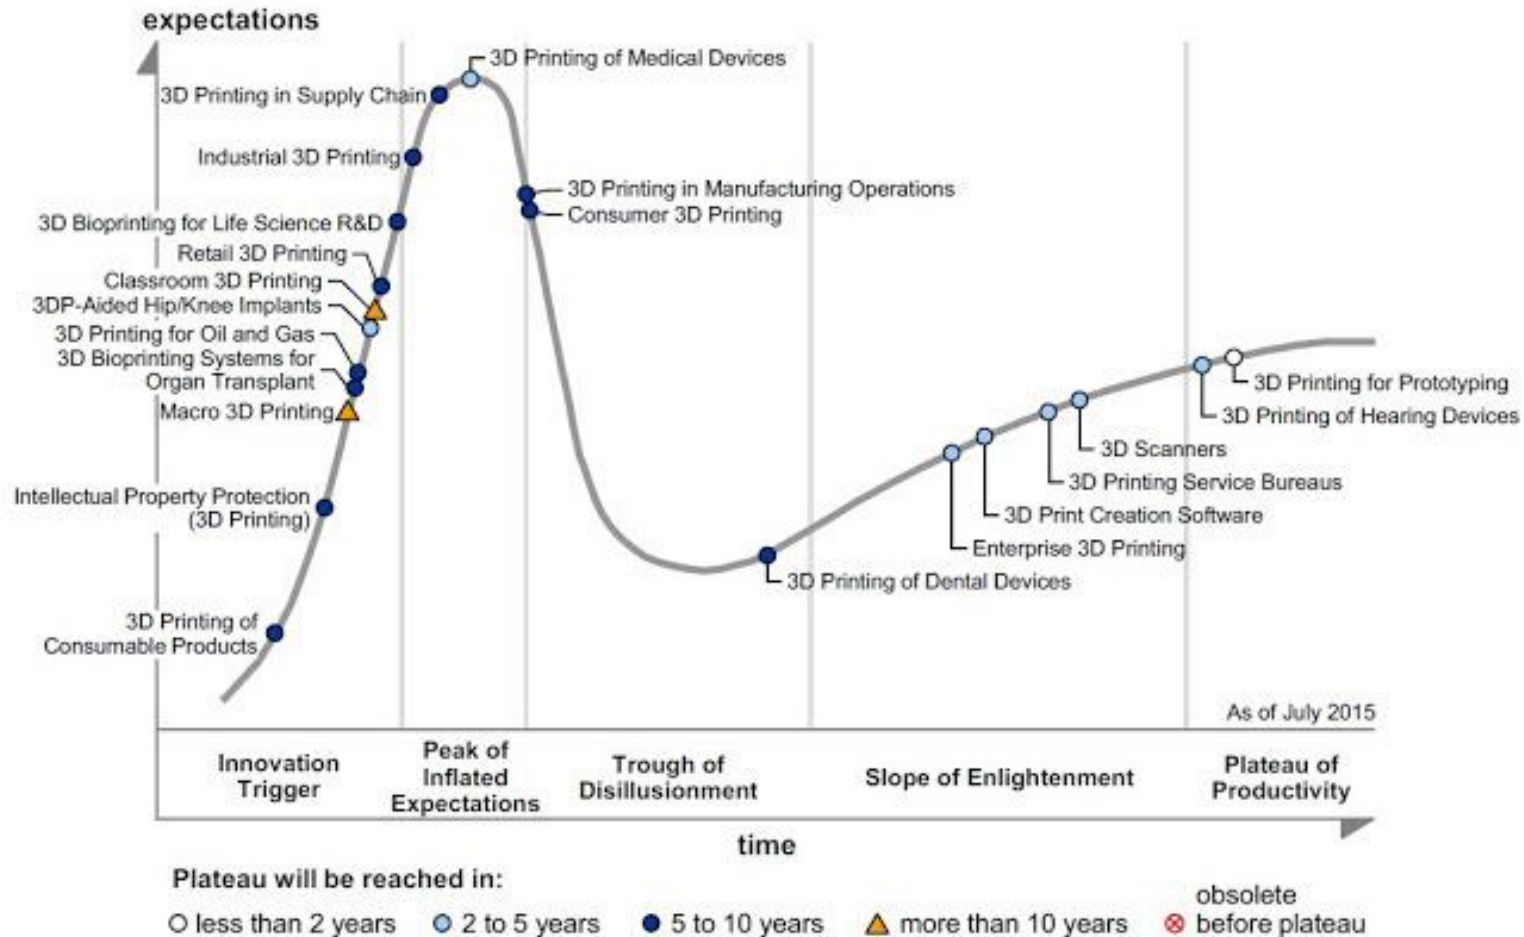 expectations
3D Printing of Medical Devices
3D Printing in Supply Chain
Industrial 3D Printing
3D Printing in Manufacturing Operations
Consumer 3D Printing
3D Bioprinting for Life Science R&D
Retail 3D Printing
Classroom 3D Printing
3DP-Aided Hip/Knee Implants
3D Printing for Oil and Gas
3D Bioprinting Systems for
Organ Transplant
Macro 3D Printing
Intellectual Property Protection
(3D Printing)
3D Printing of
Consumable Products
3D Printing for Prototyping
3D Printing of Hearing Devices
3D Scanners
3D Printing Service Bureaus
3D Print Creation Software
Enterprise 3D Printing
3D Printing of Dental Devices
As of July 2015
Innovation
Trigger
Peak of
Inflated
Expectations
Trough of
Disillusionment
Slope of Enlightenment
Plateau of
Productivity
time
Plateau will be reached in:
less than 2 years
2 to 5 years
5 to 10 years
more than 10 years
obsolete
before plateau